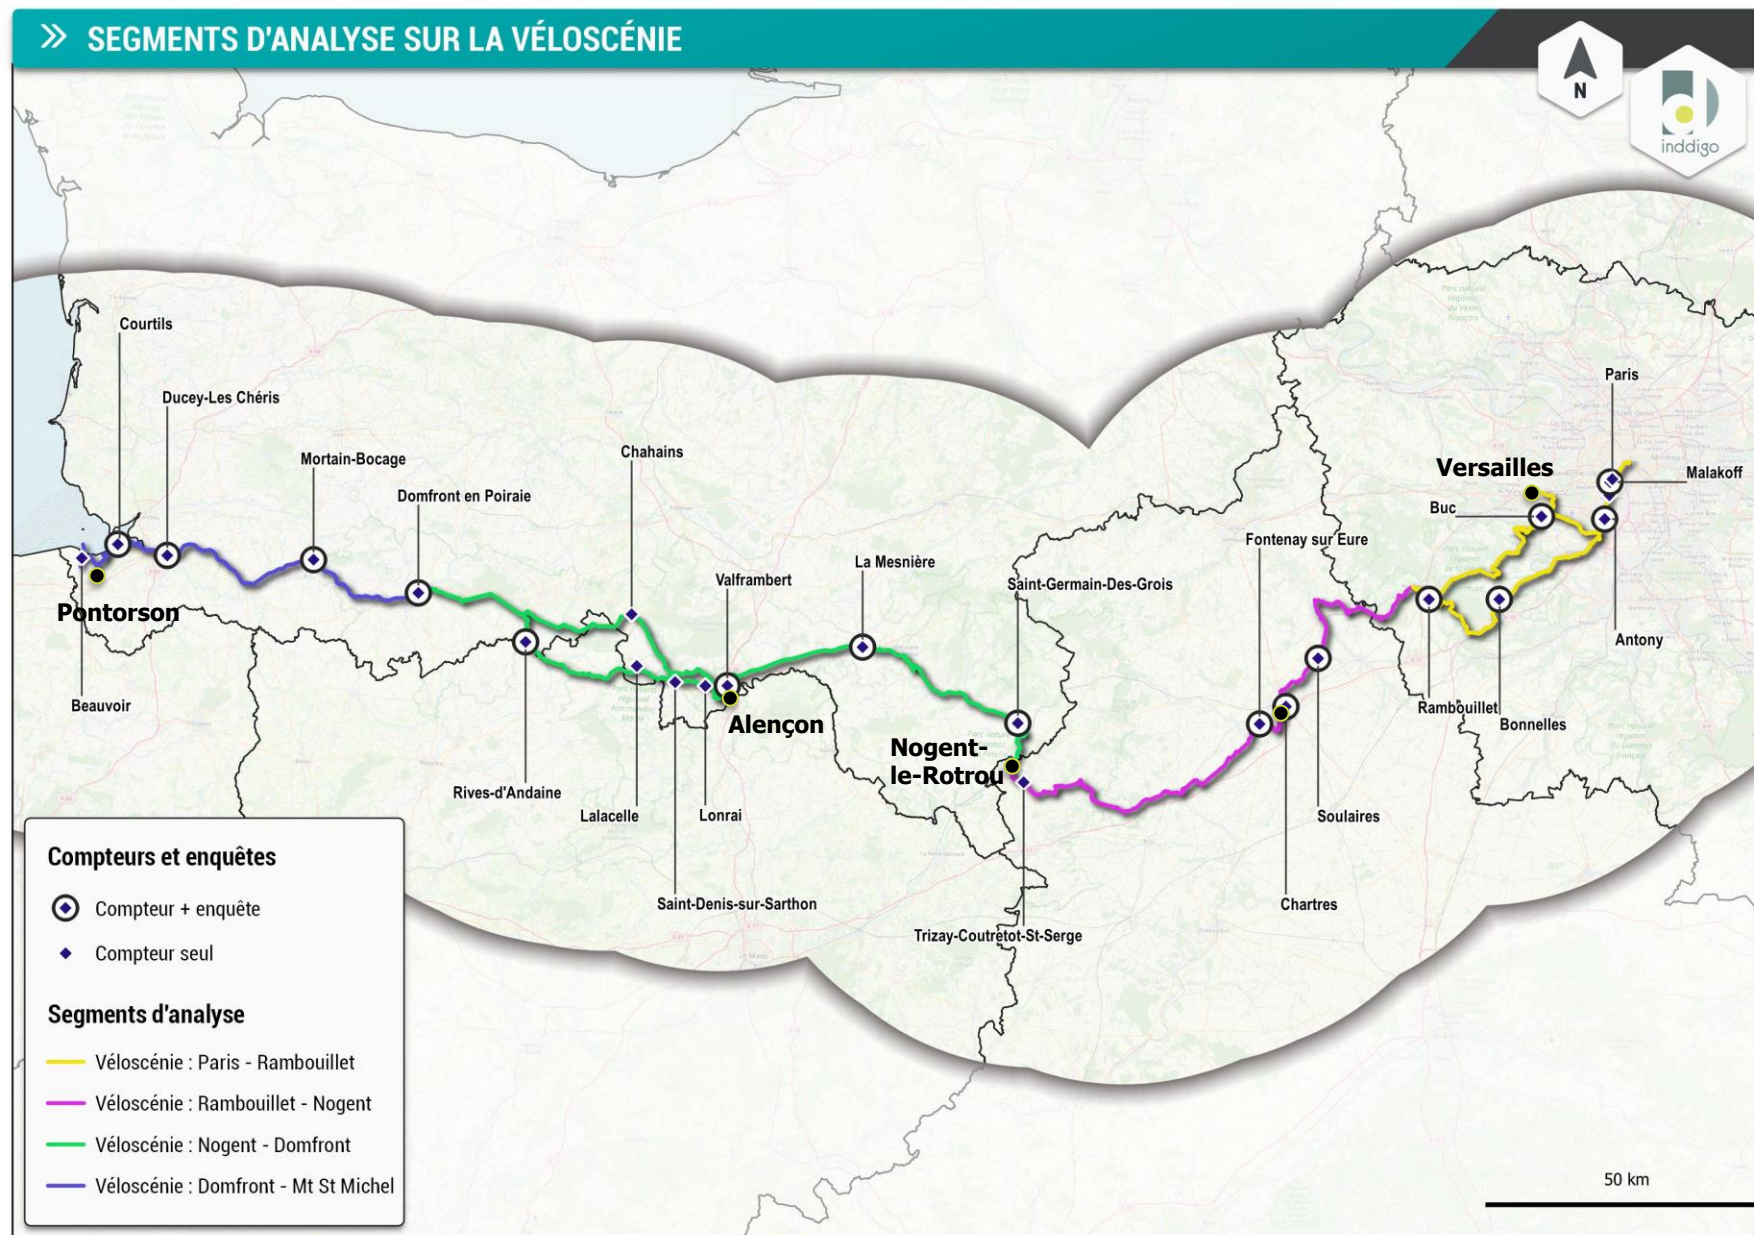 SEGMENTS D'ANALYSE SUR LA VÉLOSCÉNIE
N
inddigo
Courtils
Ducey-Les Chéris
Mortain-Bocage
Domfront en Poiraie
Chahains
Valframbert
La Mesnière
Saint-Germain-Des-Grois
Fontenay sur Eure
Paris
Versailles
Malakoff
Buc
Antony
Rambouillet
Bonnelles
Pontorson
Beauvoir
Alençon
Nogent-
le-Rotrou
Rives-d'Andaine
Lalacelle
Lonrai
Soulaires
Saint-Denis-sur-Sarthon
Chartres
Trizay-Coutretot-St-Serge
Compteurs et enquêtes
Compteur + enquête
Compteur seul
Segments d'analyse
Véloscénie : Paris - Rambouillet
Véloscénie : Rambouillet - Nogent
Véloscénie : Nogent - Domfront
Véloscénie : Domfront - Mt St Michel
50 km